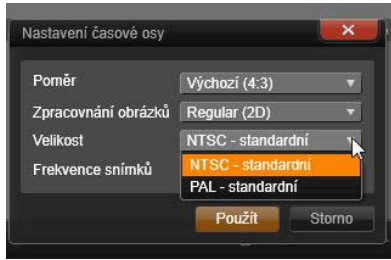 Nastavení časové osy
Poměr Výchozí (4:3)
Zpracovnání obrázků Regular (2D)
Velikost NTSC - standardní
Frekvence snímků NTSC - standardní
PAL - standardní
Použít Storno